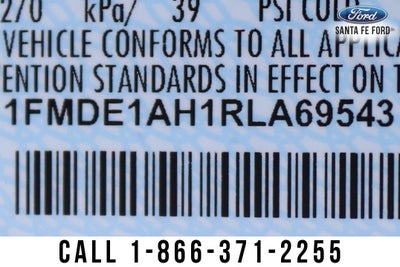 270 kPa/ 39 PSI COL
Ford
SANTA FE FORD
VEHICLE CONFORMS TO ALL APPLICA
ENTION STANDARDS IN EFFECT ON T
1FMDE1AH1RLA69543
CALL 1-866-371-2255